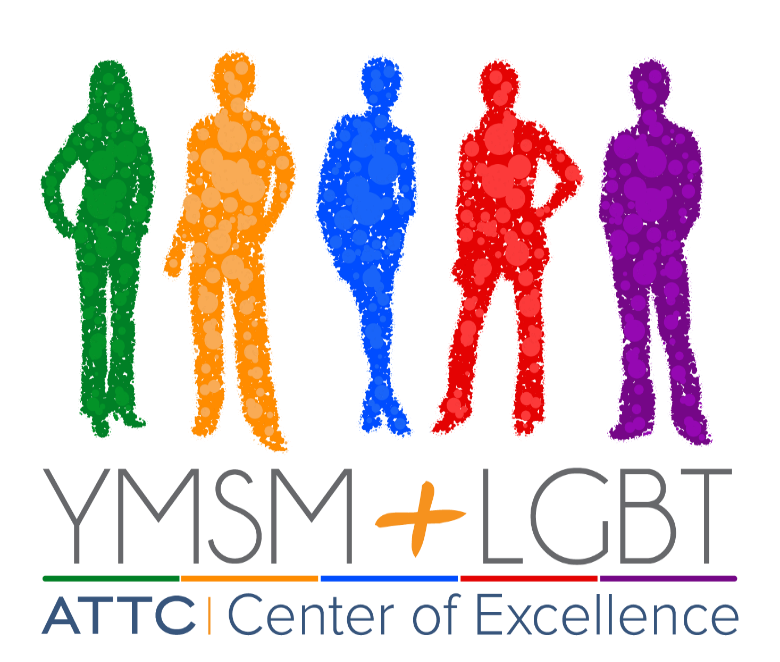 YMSM + LGBT
ATTC | Center of Excellence